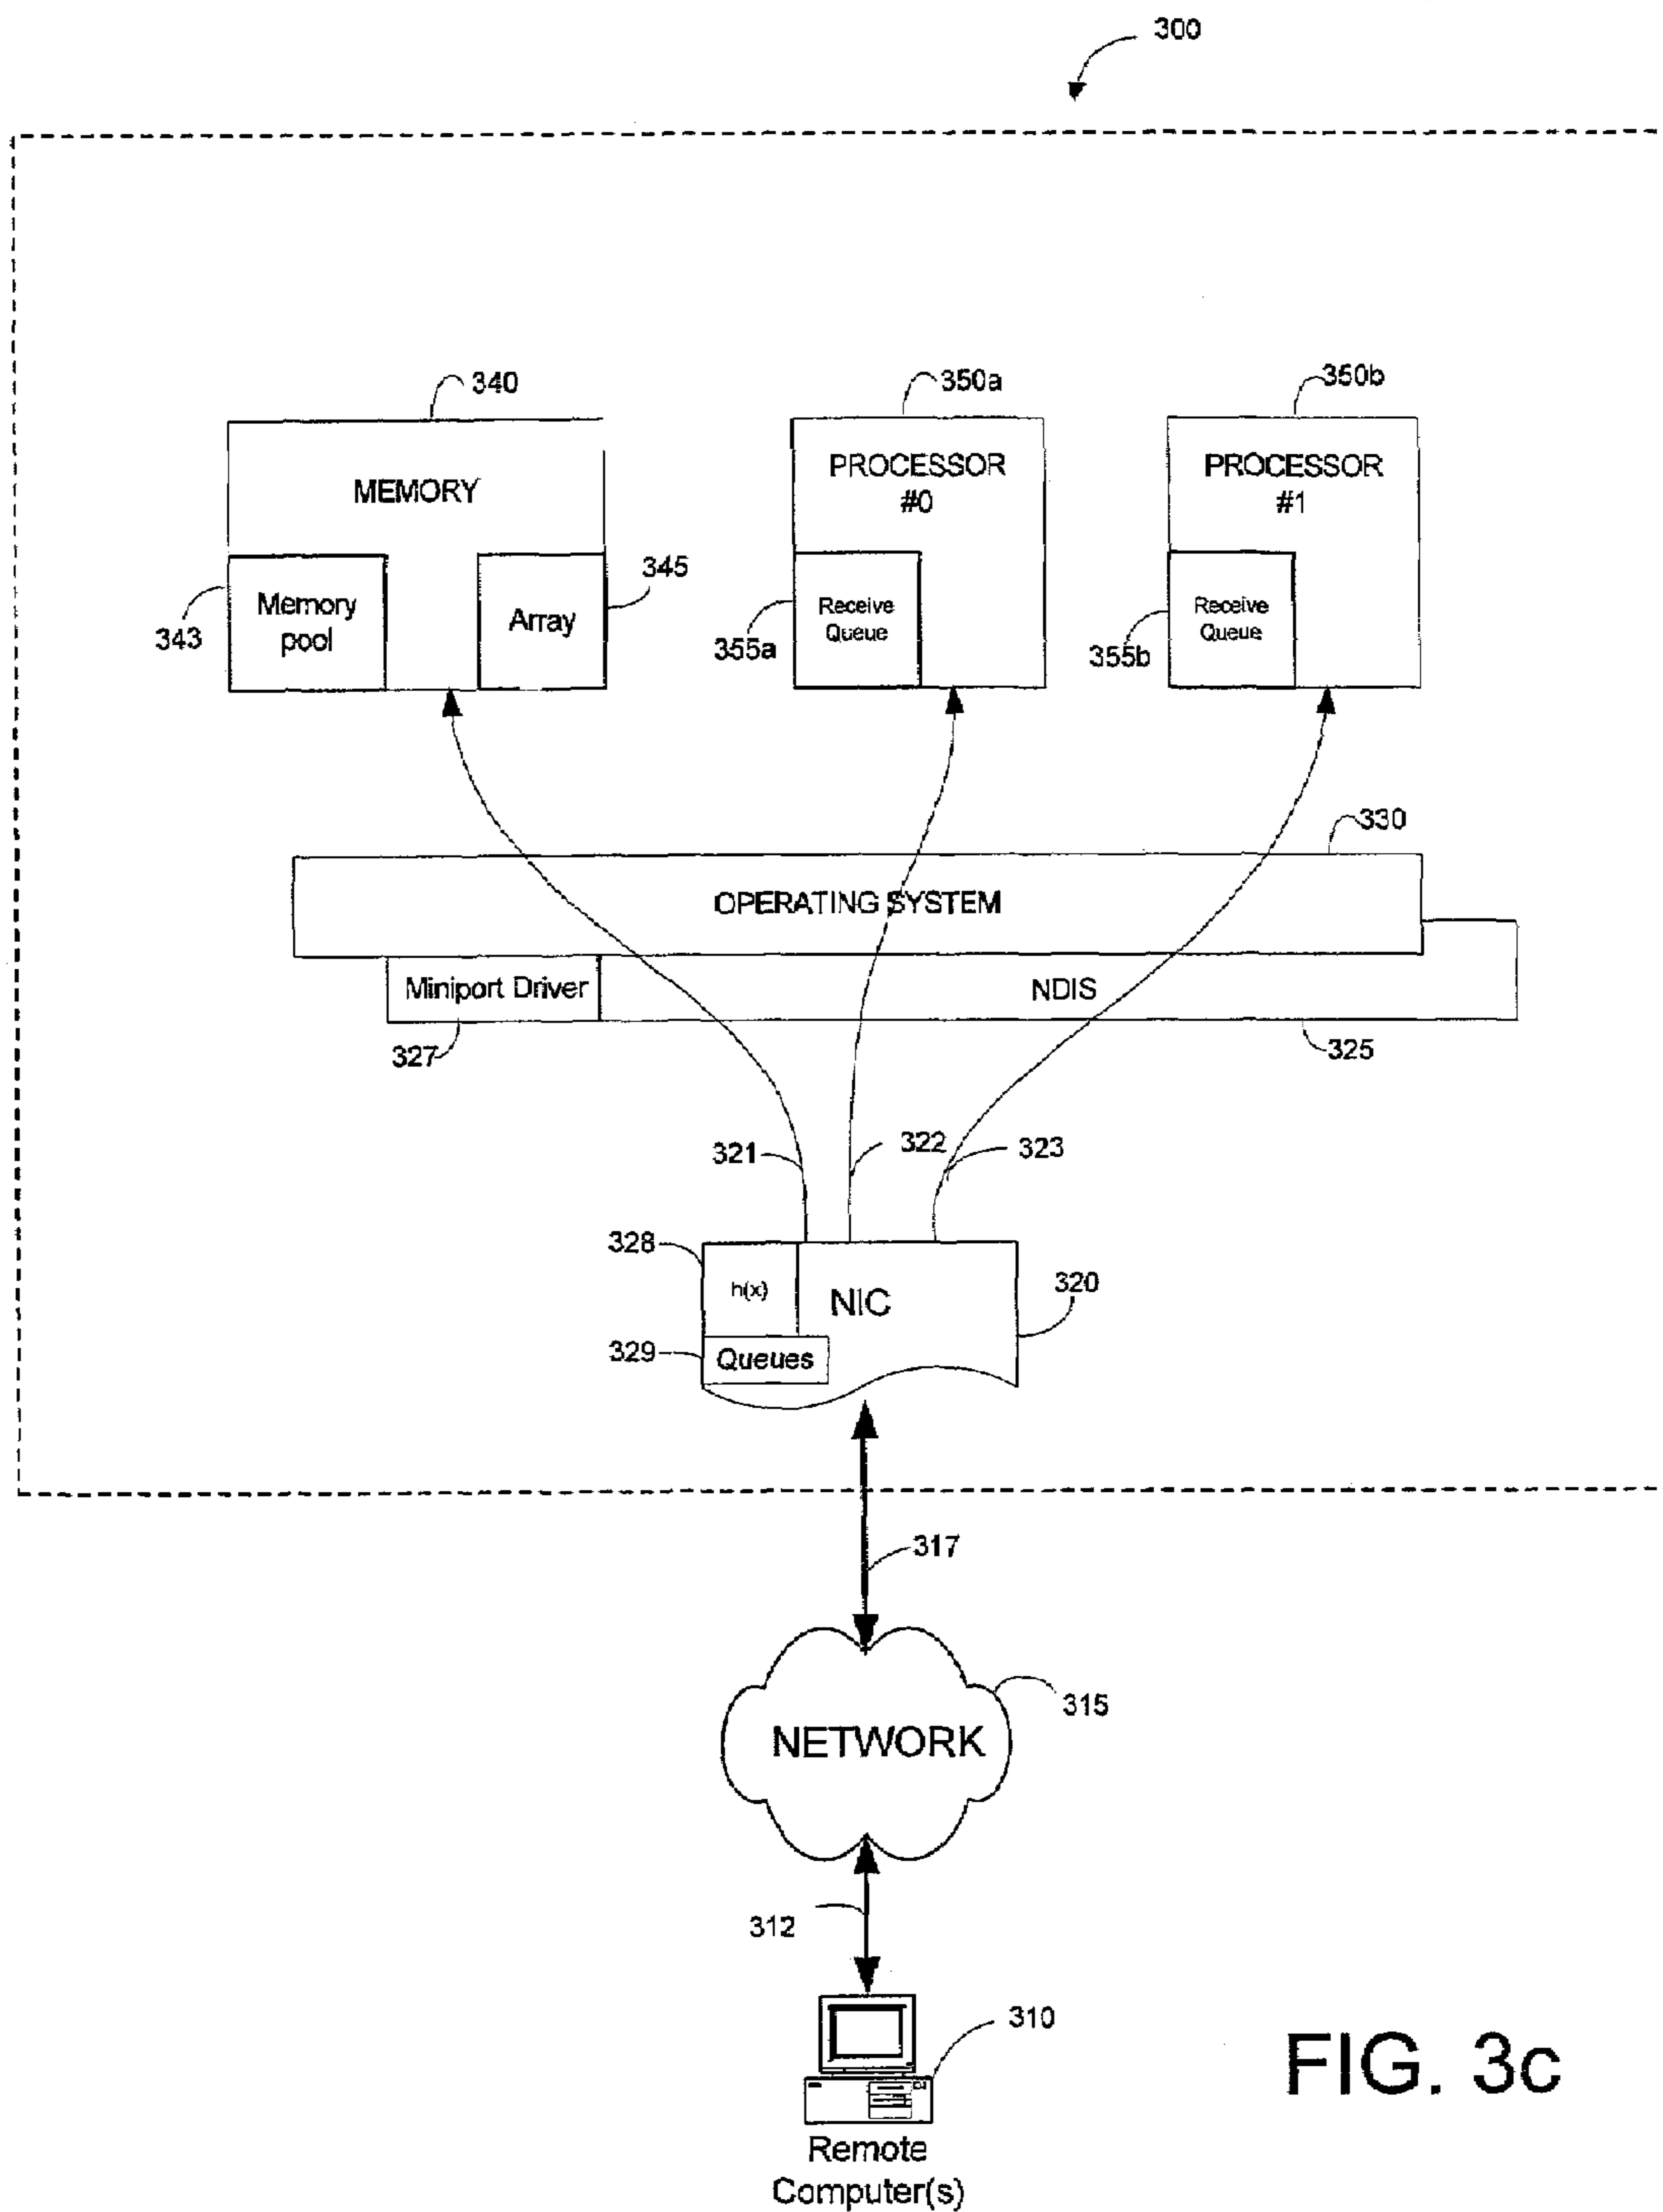 300
340
350a
350b
MEMORY
PROCESSOR
#0
PROCESSOR
#1
343
Memory
pool
Array
345
355a
Receive
Queue
355b
Receive
Queue
330
OPERATING SYSTEM
Miniport Driver
NDIS
327
325
321
322
323
328
h(x)
NIC
320
329
Queues
317
315
NETWORK
312
310
Remote
Computer(s)
FIG. 3c